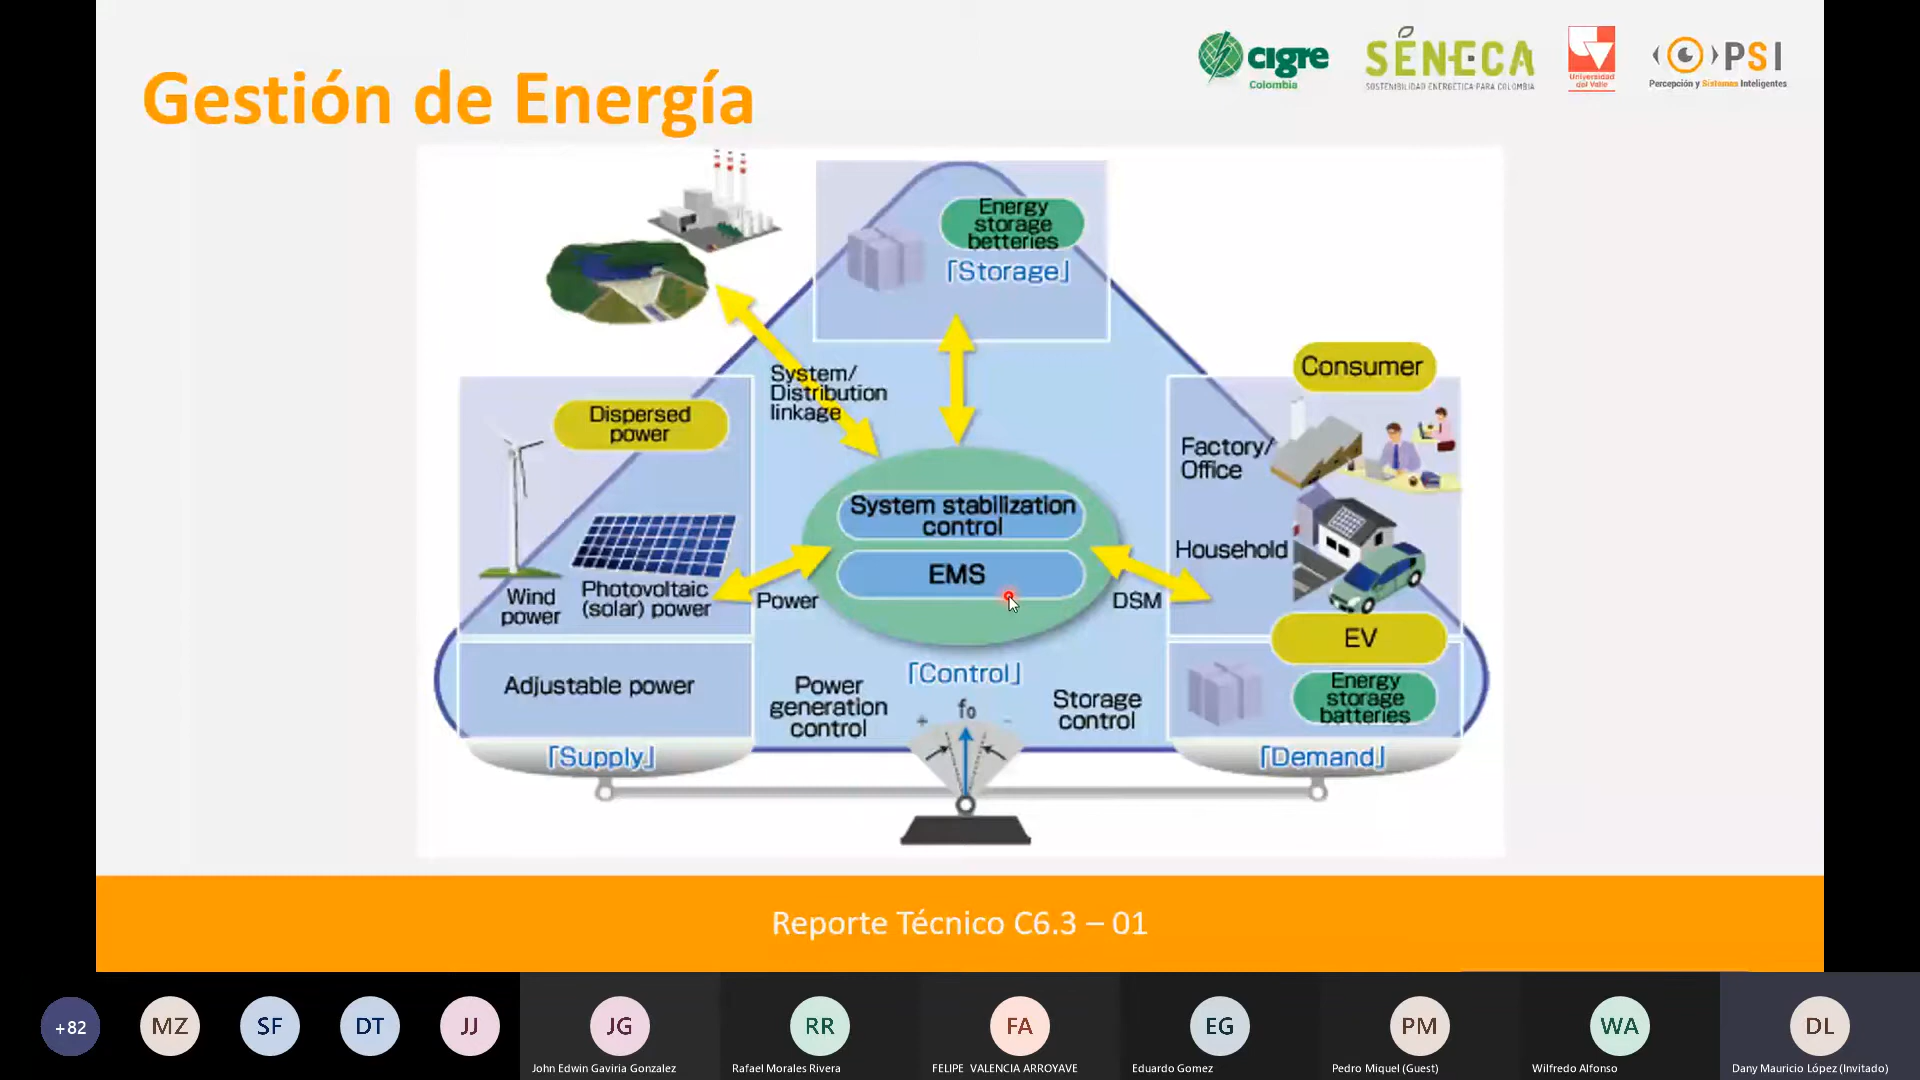 Gestión de Energía
cigre
Colombia
SÉNECA
SOSTENIBILIDAD ENERGÉTICA PARA COLOMBIA
Universidad
del Valle
PSI
Percepción y Sistemas Inteligentes
Energy
storage
betteries
「Storage」
System/
Distribution
linkage
Consumer
Dispersed
power
Factory/
Office
System stabilization
control
Household
EMS
Wind
power
Photovoltaic
(solar) power
Power
DSM
EV
Adjustable power
「Control」
Power
generation
control
Storage
control
Energy
storage
batteries
+ f₀ -
「Supply」
「Demand」
Reporte Técnico C6.3 – 01
+82
MZ
SF
DT
JJ
JG
RR
FA
EG
PM
WA
DL
John Edwin Gaviria Gonzalez
Rafael Morales Rivera
FELIPE VALENCIA ARROYAVE
Eduardo Gomez
Pedro Miquel (Guest)
Wilfredo Alfonso
Dany Mauricio López (Invitado)